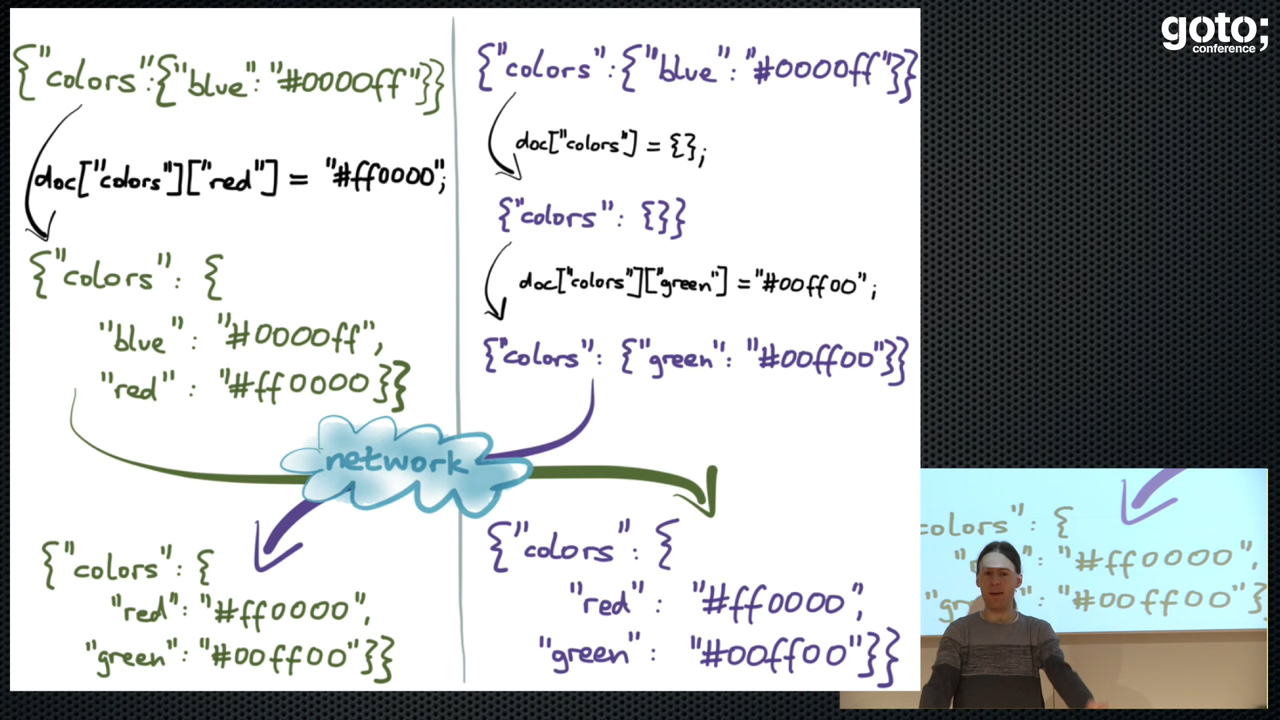 goto;
conference
{"colors":{"blue": "#0000ff"}}
doc["colors"]["red"] = "#ff0000";
{"colors": {
"blue": "#0000ff",
"red": "#ff0000}}
{"colors":{"blue": "#0000ff"}}
doc["colors"] = {};
{"colors": {}}
doc["colors"]["green"] = "#00ff00";
{"colors": {"green": "#00ff00"}}
network
{"colors": {
"red": "#ff0000",
"green": "#00ff00"}}
{"colors": {
"red": "#ff0000",
"green": "#00ff00"}}
colors": {
: "#ff0000",
"gr : "#00ff00"}